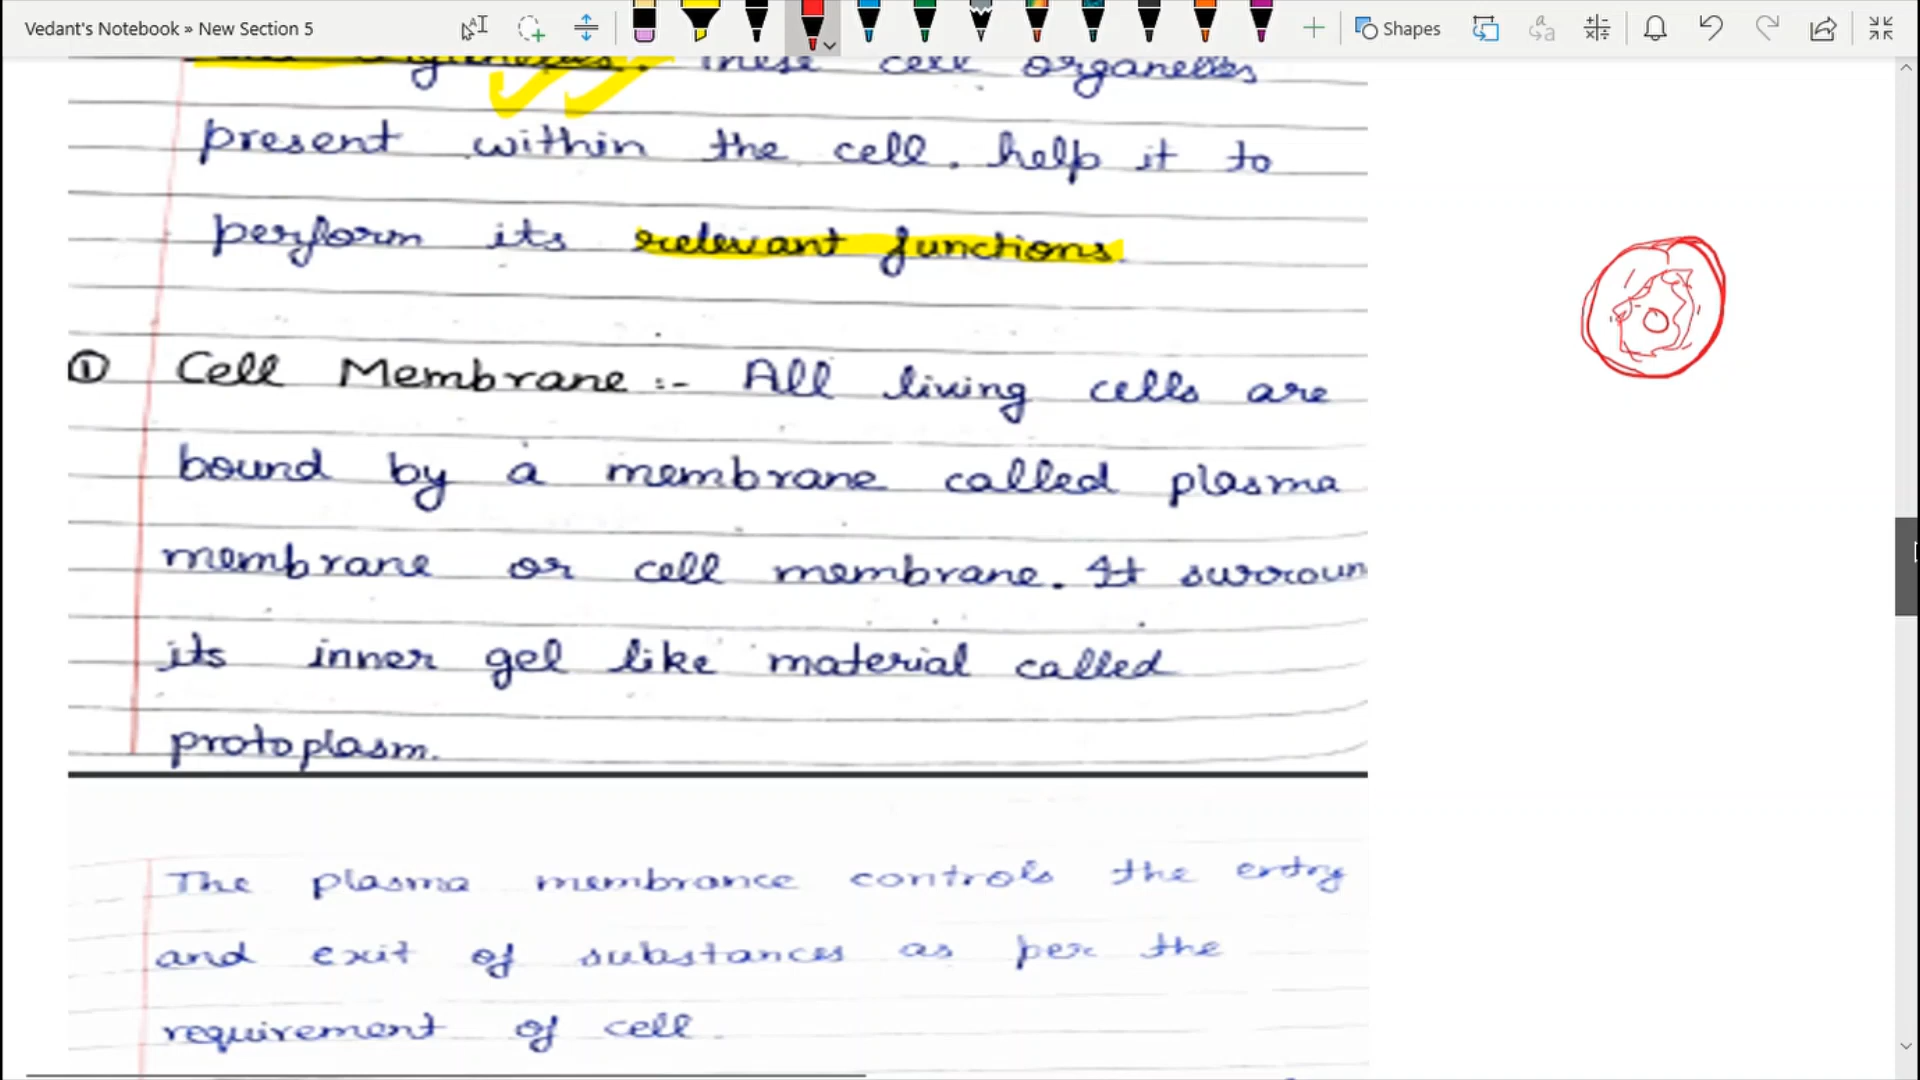 Vedant's Notebook » New Section 5
Shapes
These cell organelles
present within the cell. help it to
perform its relevant functions.
① Cell Membrane :- All living cells are
bound by a membrane called plasma
membrane or cell membrane. It surroun
its inner gel like material called
protoplasm.
The plasma membrance controls the entry
and exit of substances as per the
requirement of cell.